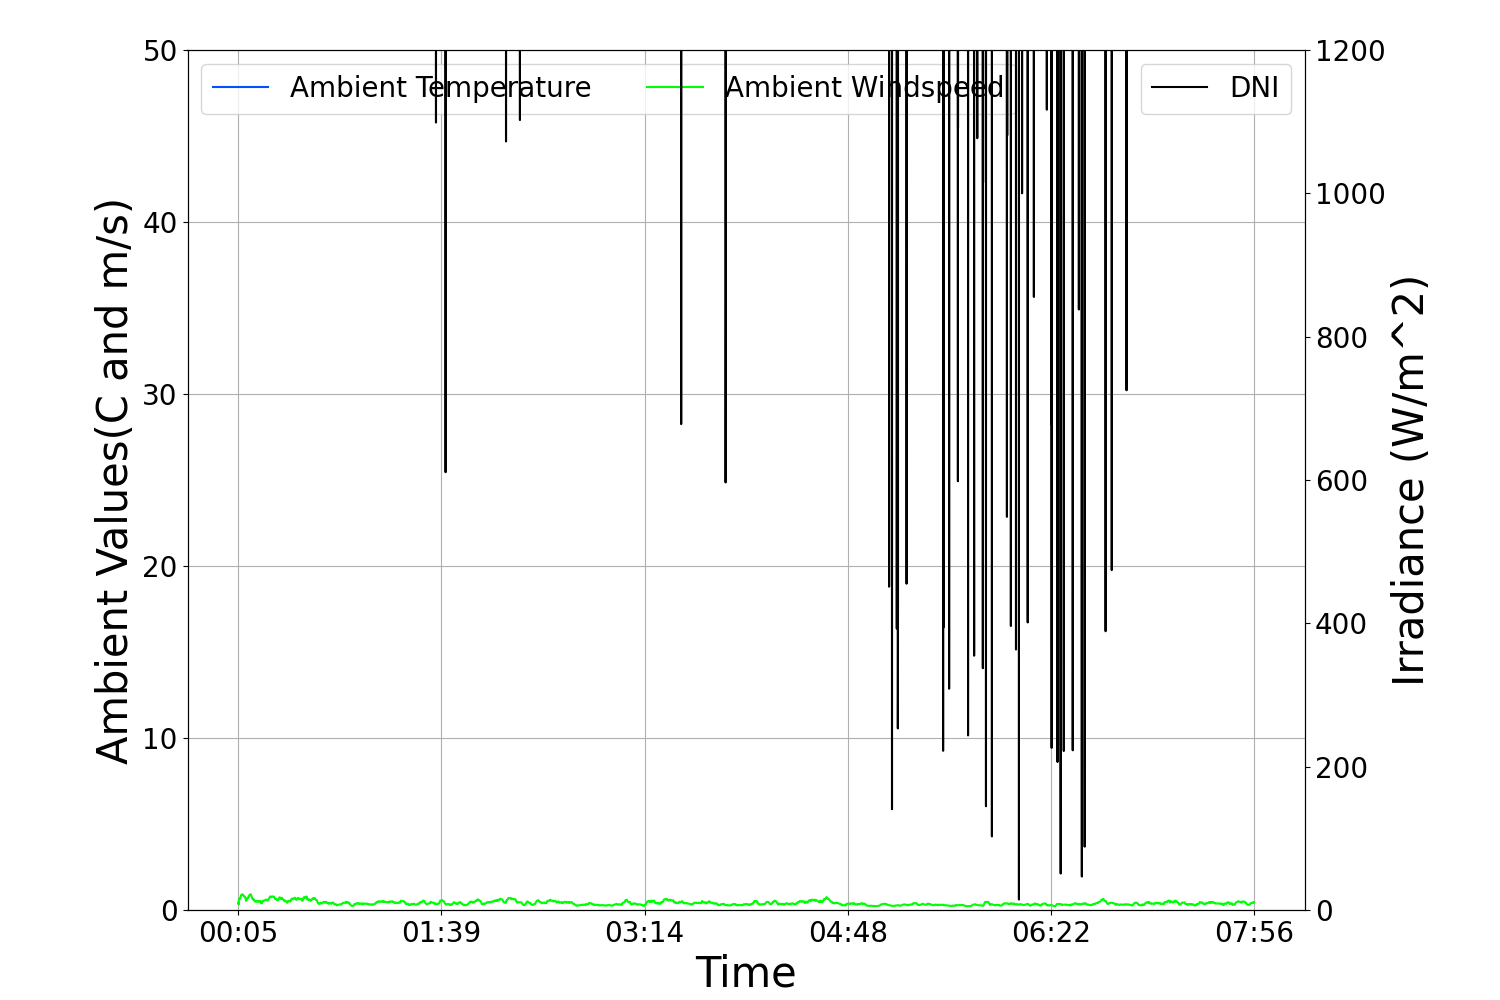 50
40
30
20
10
0
Ambient Values(C and m/s)
Ambient Temperature
Ambient Windspeed
DNI
1200
1000
800
600
400
200
0
Irradiance (W/m^2)
00:05 01:39 03:14 04:48 06:22 07:56
Time